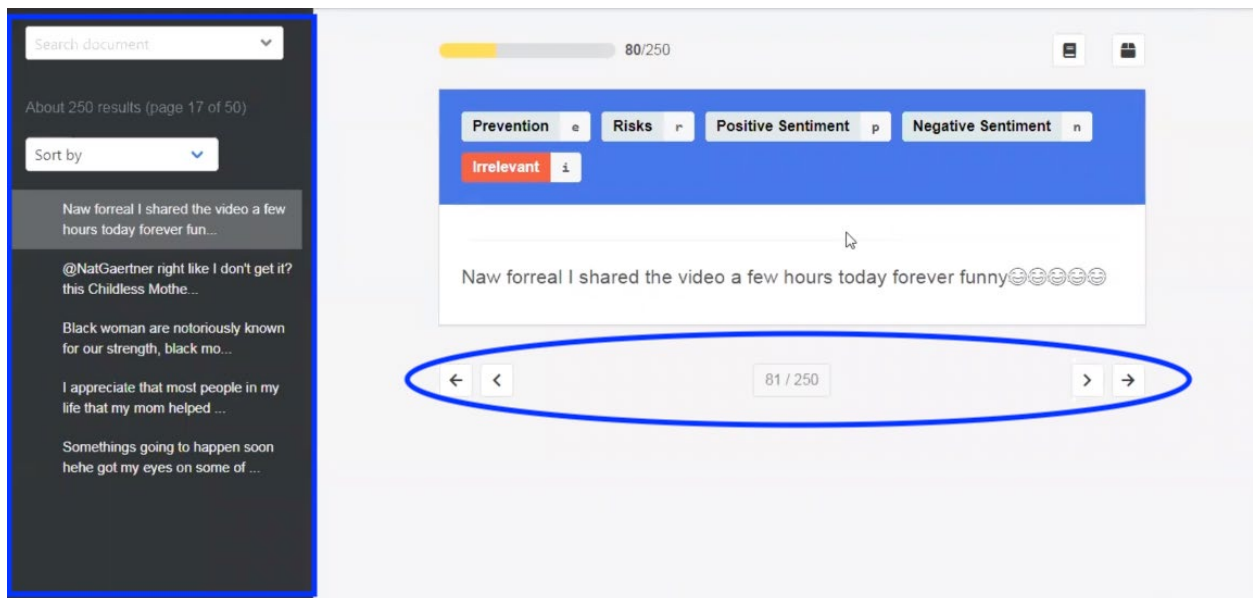 Search document
About 250 results (page 17 of 50)
Sort by
Naw forreal I shared the video a few
hours today forever fun...
@NatGaertner right like I don't get it?
this Childless Mothe...
Black woman are notoriously known
for our strength, black mo...
I appreciate that most people in my
life that my mom helped ...
Somethings going to happen soon
hehe got my eyes on some of ...
80/250
Prevention e Risks r Positive Sentiment p Negative Sentiment n
Irrelevant i
Naw forreal I shared the video a few hours today forever funny😂😂😂😂😂
81 / 250